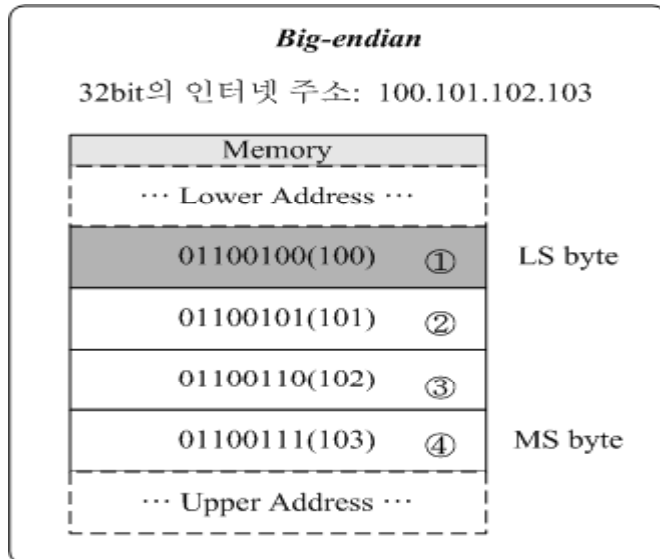 Big-endian
32bit의 인터넷 주소: 100.101.102.103
Memory
··· Lower Address ···
01100100(100) ① LS byte
01100101(101) ②
01100110(102) ③
01100111(103) ④ MS byte
··· Upper Address ···